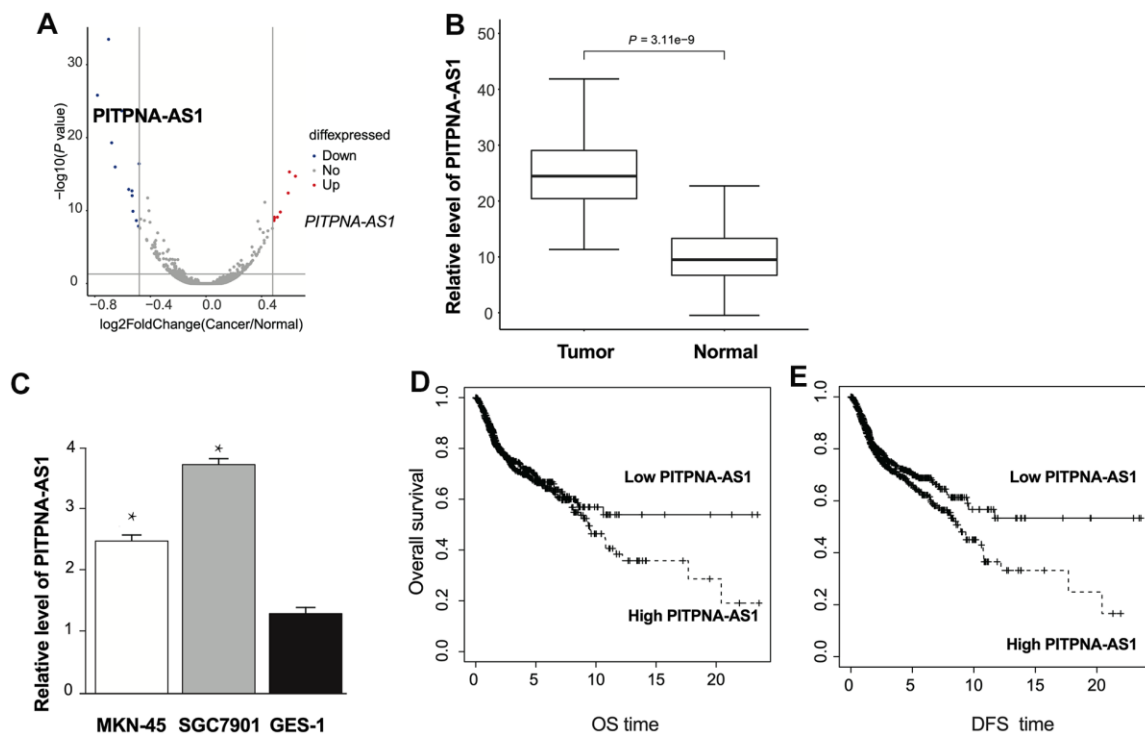 A
−log10(P value)
30
20
10
0
PITPNA-AS1
−0.8
−0.4
0.0
0.4
log2FoldChange(Cancer/Normal)
diffexpressed
Down
No
Up
PITPNA-AS1
B
Relative level of PITPNA-AS1
50
40
30
20
10
0
P = 3.11e−9
Tumor
Normal
C
Relative level of PITPNA-AS1
4
3
2
1
0
*
*
MKN-45
SGC7901
GES-1
D
Overall survival
1.0
0.8
0.6
0.4
0.2
0.0
Low PITPNA-AS1
High PITPNA-AS1
0
5
10
15
20
OS time
E
1.0
0.8
0.6
0.4
0.2
0.0
Low PITPNA-AS1
High PITPNA-AS1
0
5
10
15
20
DFS time